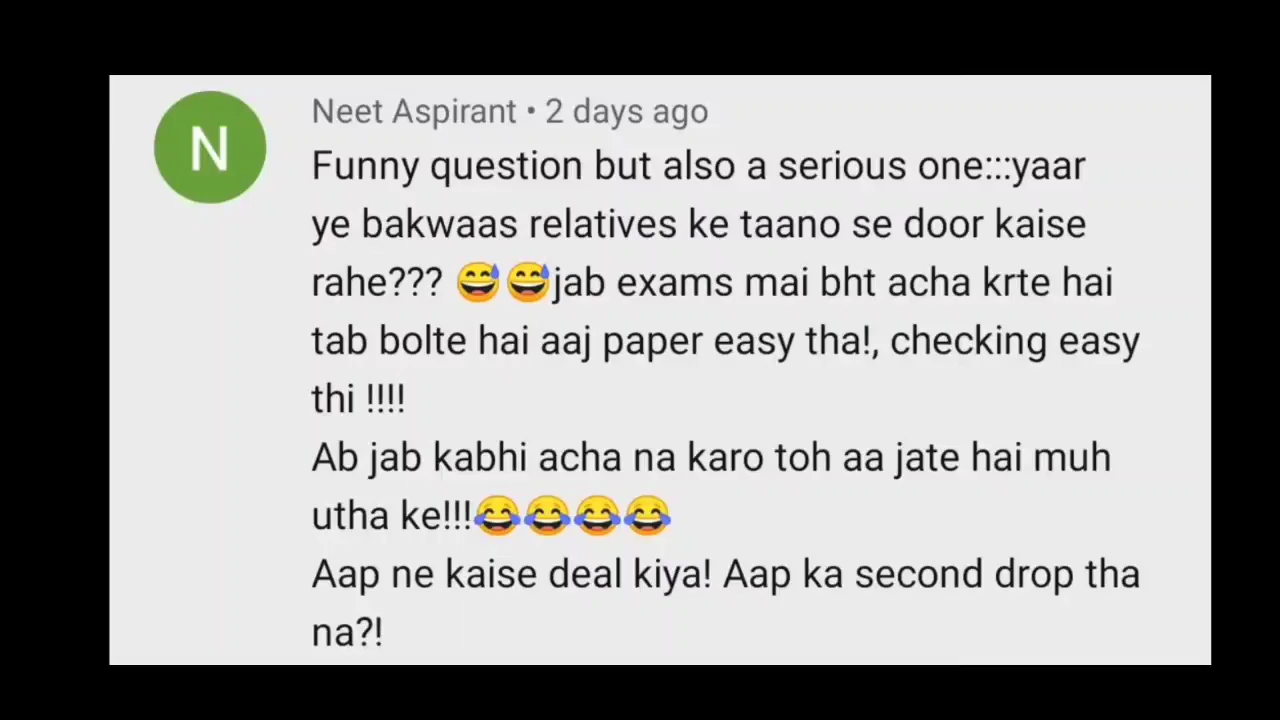 N
Neet Aspirant • 2 days ago
Funny question but also a serious one:::yaar
ye bakwaas relatives ke taano se door kaise
rahe??? 😅😅jab exams mai bht acha krte hai
tab bolte hai aaj paper easy tha!, checking easy
thi !!!!
Ab jab kabhi acha na karo toh aa jate hai muh
utha ke!!!😂😂😂😂
Aap ne kaise deal kiya! Aap ka second drop tha
na?!